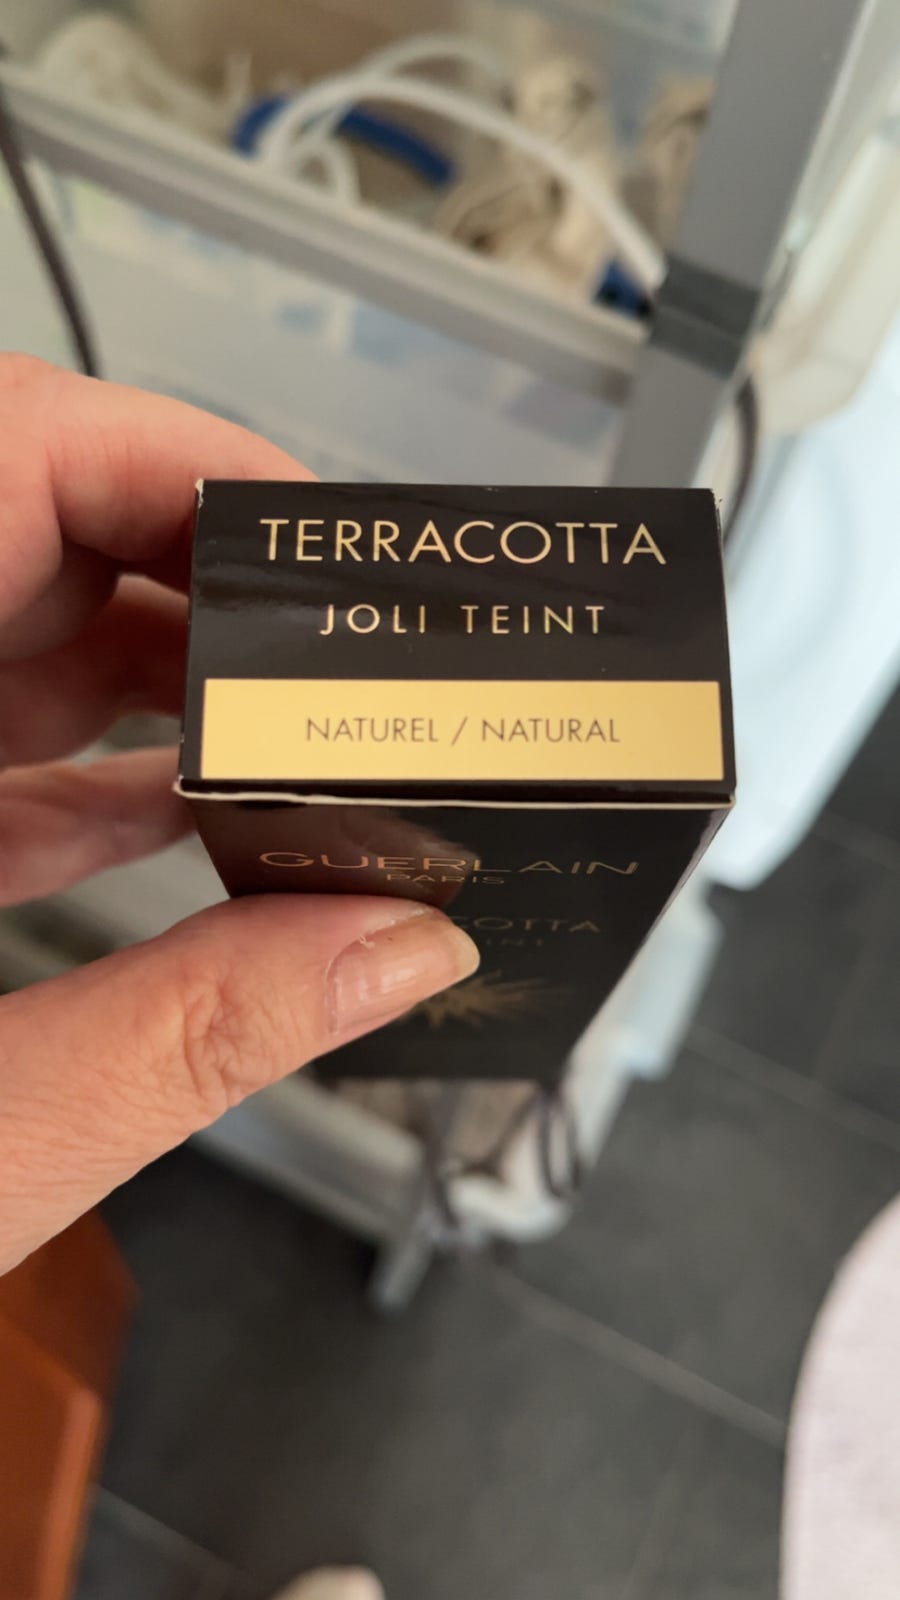 TERRACOTTA
JOLI TEINT
NATUREL / NATURAL
GUERLAIN
PARIS